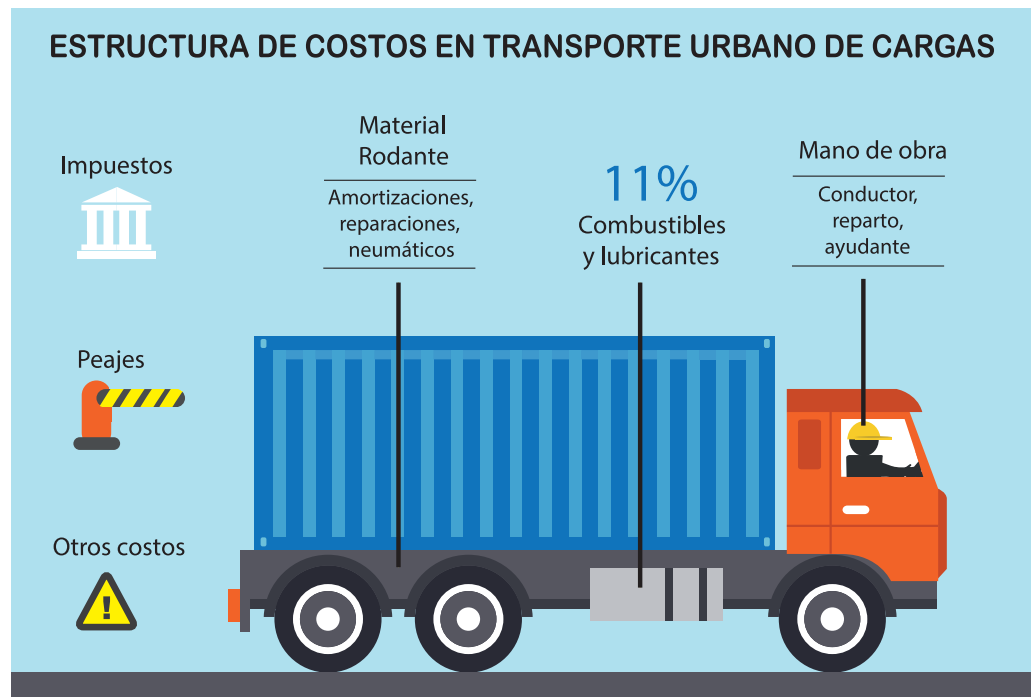 ESTRUCTURA DE COSTOS EN TRANSPORTE URBANO DE CARGAS
Impuestos
Material
Rodante
Amortizaciones,
reparaciones,
neumáticos
11%
Combustibles
y lubricantes
Mano de obra
Conductor,
reparto,
ayudante
Peajes
Otros costos
!